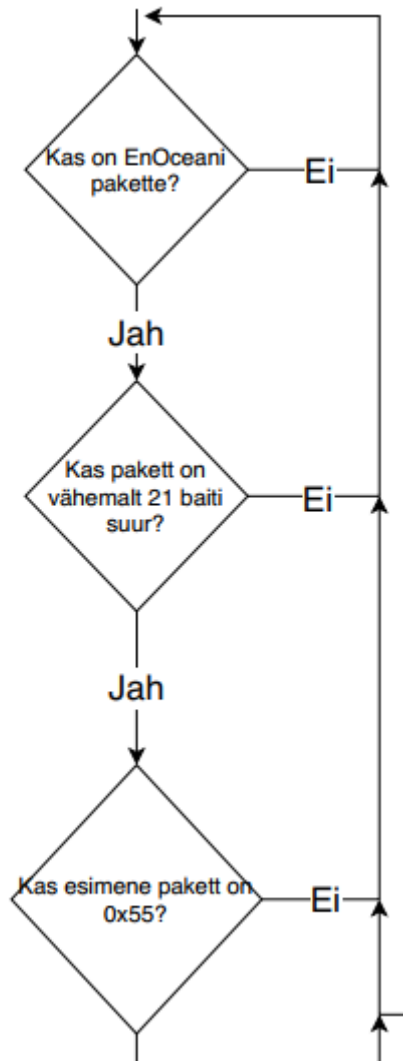 Kas on EnOceani
pakette?
Ei
Jah
Kas pakett on
vähemalt 21 baiti
suur?
Ei
Jah
Kas esimene pakett on
0x55?
Ei